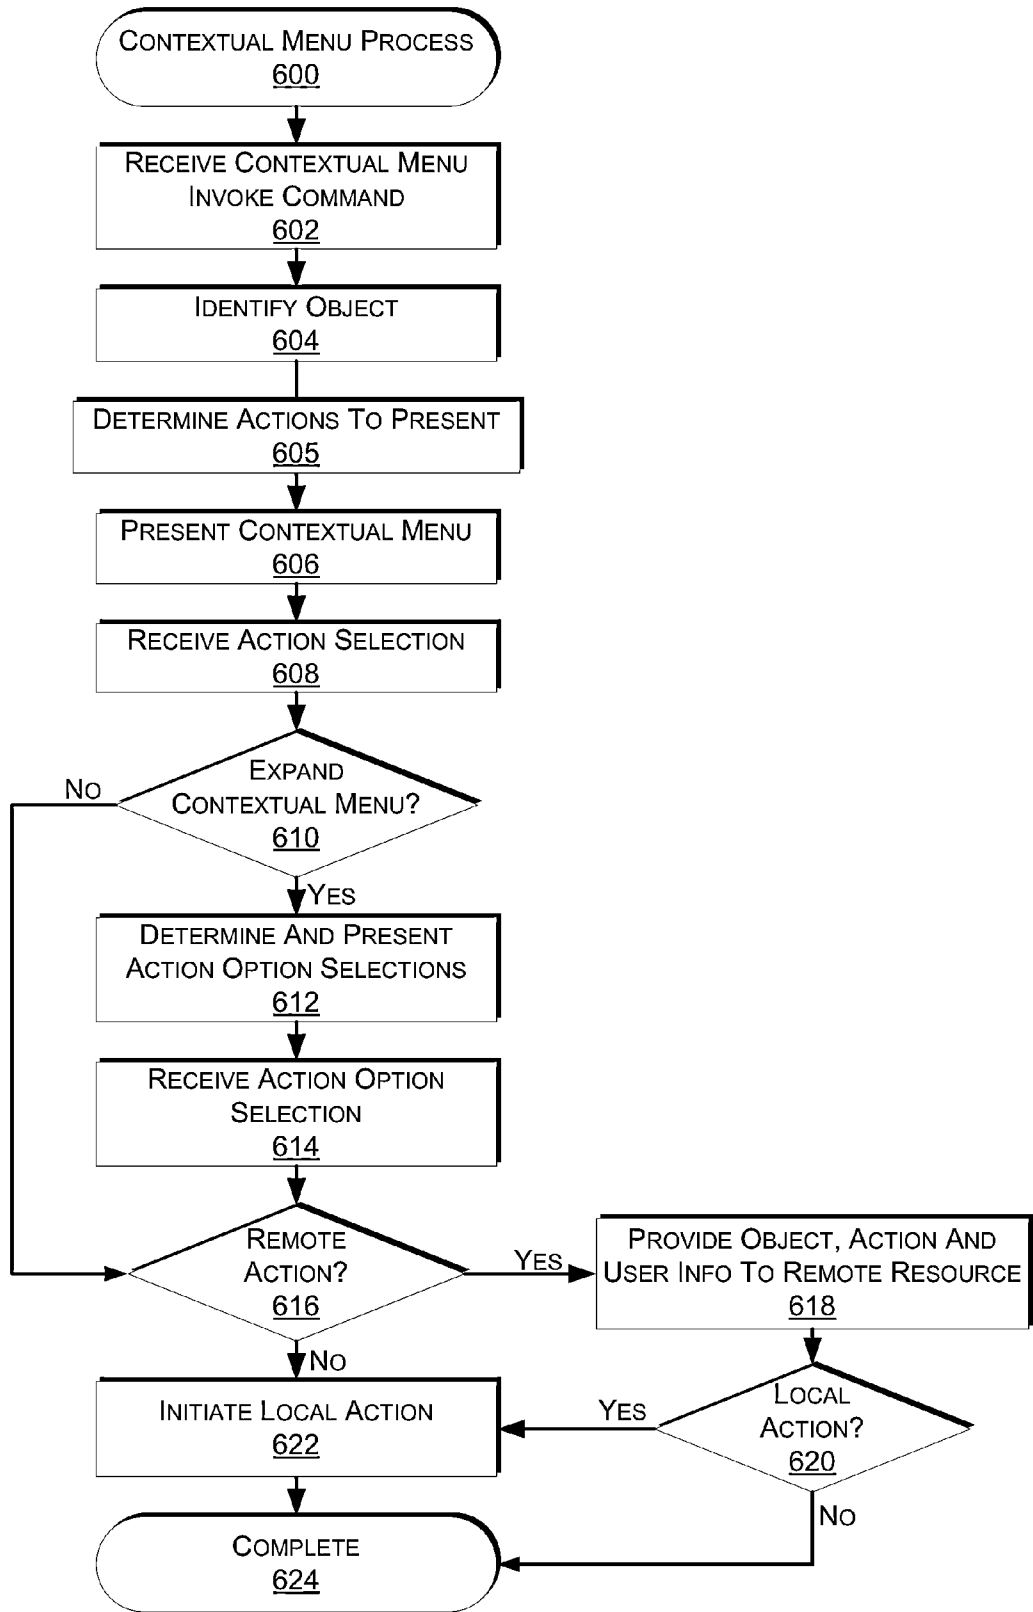 CONTEXTUAL MENU PROCESS
600
RECEIVE CONTEXTUAL MENU
INVOKE COMMAND
602
IDENTIFY OBJECT
604
DETERMINE ACTIONS TO PRESENT
605
PRESENT CONTEXTUAL MENU
606
RECEIVE ACTION SELECTION
608
NO
EXPAND
CONTEXTUAL MENU?
610
YES
DETERMINE AND PRESENT
ACTION OPTION SELECTIONS
612
RECEIVE ACTION OPTION
SELECTION
614
REMOTE
ACTION?
616
YES
PROVIDE OBJECT, ACTION AND
USER INFO TO REMOTE RESOURCE
618
NO
INITIATE LOCAL ACTION
622
YES
LOCAL
ACTION?
620
NO
COMPLETE
624